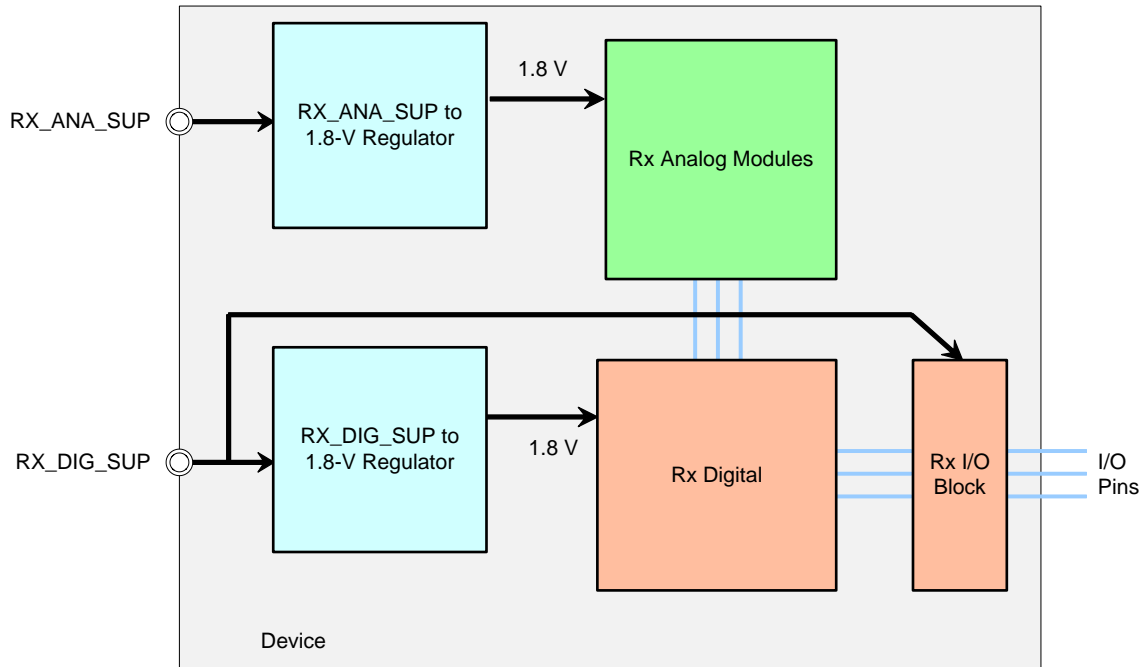 1.8 V
RX_ANA_SUP
RX_ANA_SUP to
1.8-V Regulator
Rx Analog Modules
RX_DIG_SUP
RX_DIG_SUP to
1.8-V Regulator
1.8 V
Rx Digital
Rx I/O
Block
I/O
Pins
Device